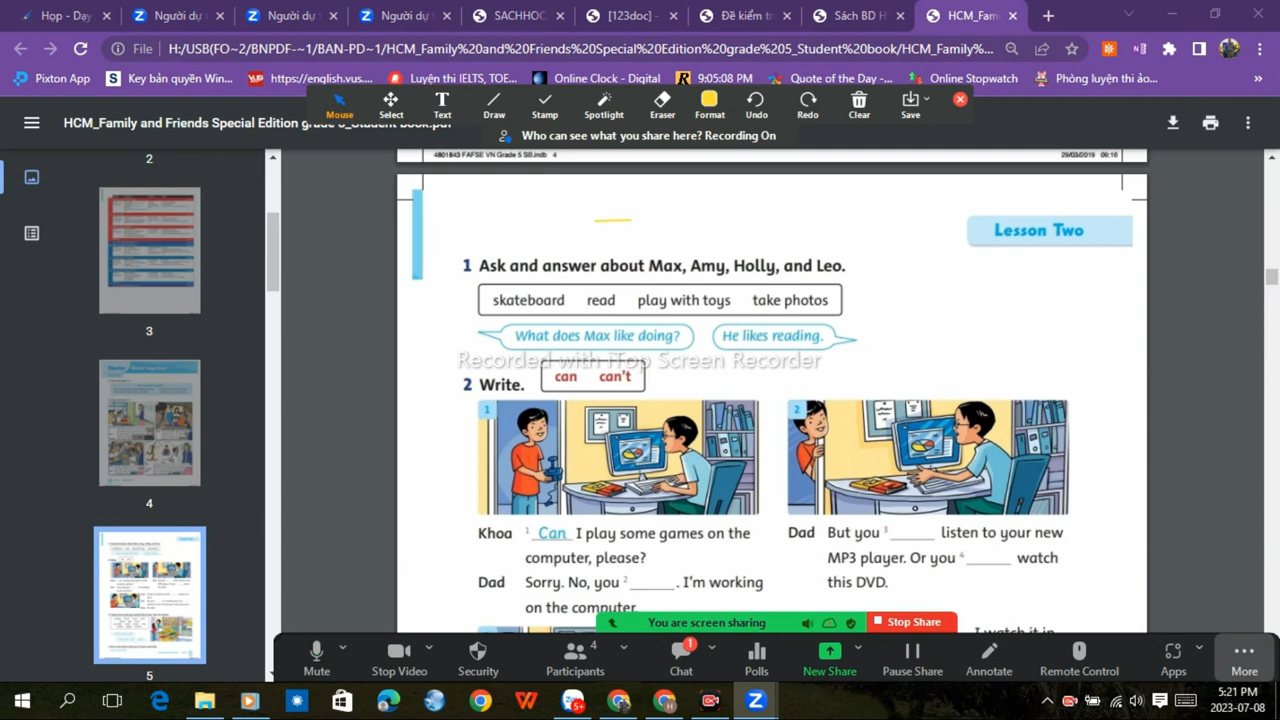 Họp - Dạy
Người dự t
Người dự t
Người dự t
SACHHOC.
[123doc] -
Đề kiểm tr
Sách BD H
HCM_Fami
File
H:/USB(FO~2/BNPDF-~1/BAN-PD~1/HCM_Family%20and%20Friends%20Special%20Edition%20grade%205_Student%20book/HCM_Family%...
Pixton App
Key bản quyền Win...
https://english.vus....
Luyện thi IELTS, TOE...
Online Clock - Digital
9:05:08 PM
Quote of the Day -...
Online Stopwatch
Phòng luyện thi ảo...
Mouse
Select
Text
Draw
Stamp
Spotlight
Eraser
Format
Undo
Redo
Clear
Save
HCM_Family and Friends Special Edition grade 5_Student book.pdf
Who can see what you share here? Recording On
2
3
4
5
4801843 FAFSE VN Grade 5 SB.indb 4
29/03/2019 09:16
Lesson Two
1 Ask and answer about Max, Amy, Holly, and Leo.
skateboard read play with toys take photos
What does Max like doing?
He likes reading.
Recorded with iTop Screen Recorder
2 Write.
can can't
1
2
Khoa 1 Can I play some games on the
computer, please?
Dad Sorry. No, you 2 _____ . I'm working
on the computer.
Dad But you 3 _____ listen to your new
MP3 player. Or you 4 _____ watch
this DVD.
I watch it in
You are screen sharing
Stop Share
Mute
Stop Video
Security
4
Participants
1
Chat
Polls
New Share
Pause Share
Annotate
Remote Control
Apps
More
5+
5:21 PM
2023-07-08